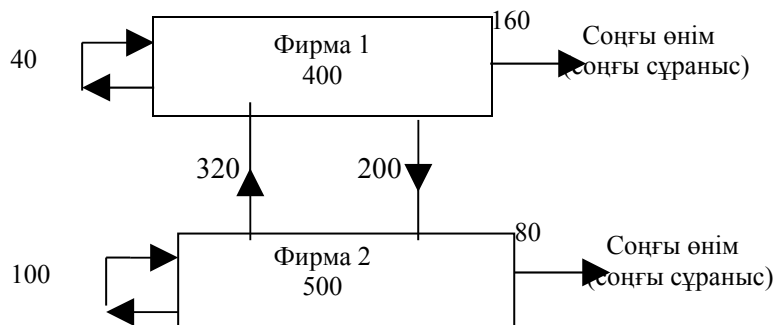 160
40
Фирма 1
400
Соңғы өнім
(соңғы сұраныс)
320
200
80
100
Фирма 2
500
Соңғы өнім
(соңғы сұраныс)